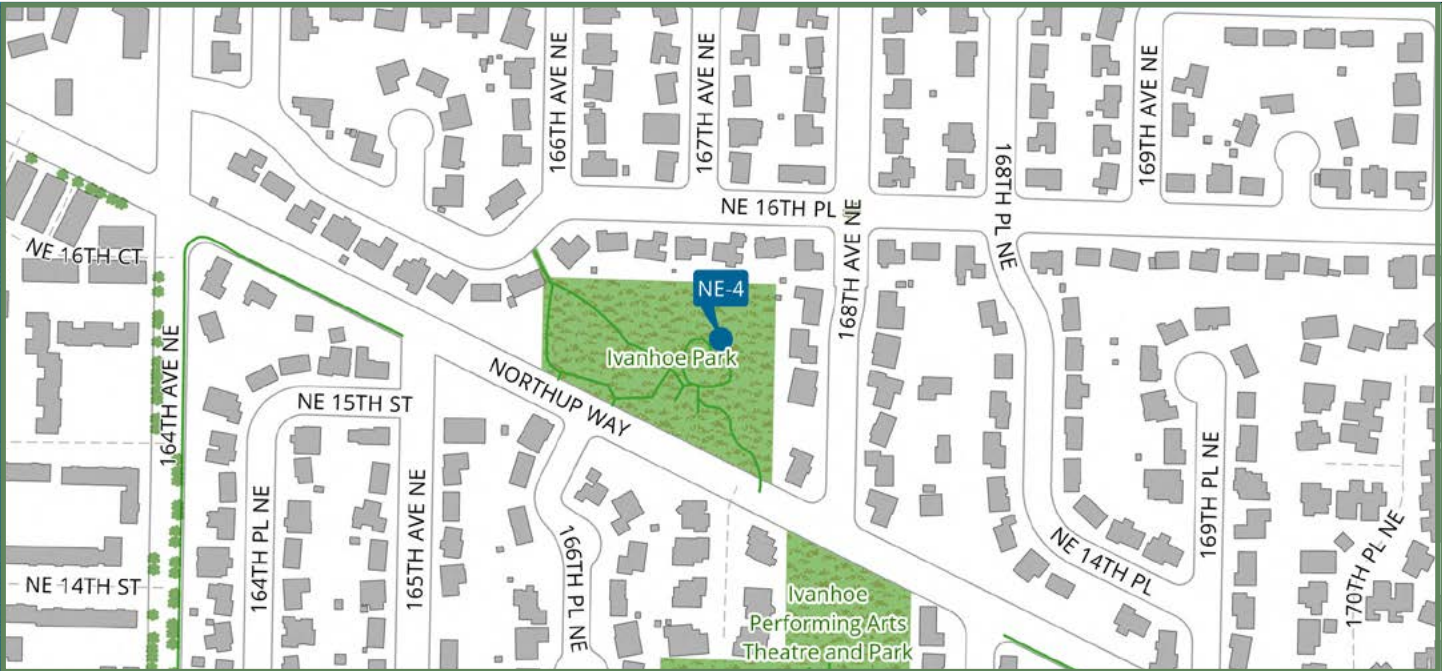 166TH AVE NE
167TH AVE NE
168TH PL NE
169TH AVE NE
NE 16TH PL
NE
168TH AVE NE
NE 16TH CT
NE-4
Ivanhoe Park
164TH AVE NE
NORTHUP WAY
NE 15TH ST
164TH PL NE
165TH AVE NE
166TH PL NE
169TH PL NE
NE 14TH PL
170TH PL NE
NE 14TH ST
Ivanhoe
Performing Arts
Theatre and Park